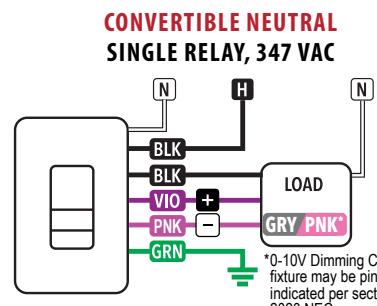 CONVERTIBLE NEUTRAL
SINGLE RELAY, 347 VAC
N
H
N
BLK
BLK
VIO +
PNK −
GRN
LOAD
GRY/PNK*
*0-10V Dimming C
fixture may be pin
indicated per sect